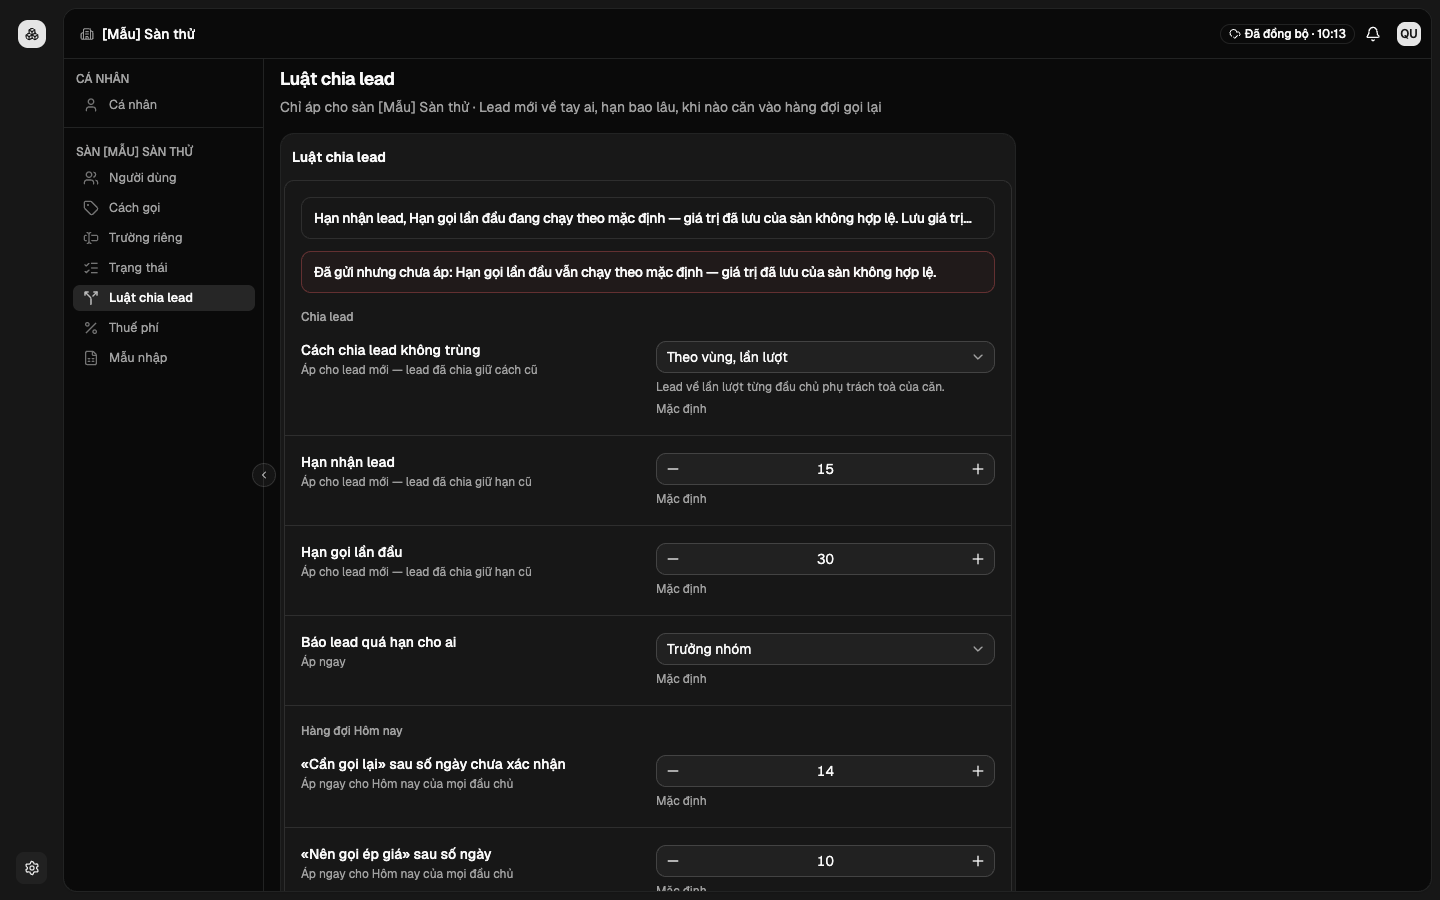 [Mẫu] Sàn thử
Đã đồng bộ · 10:13
QU
CÁ NHÂN
Cá nhân
SÀN [MẪU] SÀN THỬ
Người dùng
Cách gọi
Trường riêng
Trạng thái
Luật chia lead
Thuế phí
Mẫu nhập
Luật chia lead
Chỉ áp cho sàn [Mẫu] Sàn thử · Lead mới về tay ai, hạn bao lâu, khi nào căn vào hàng đợi gọi lại
Luật chia lead
Hạn nhận lead, Hạn gọi lần đầu đang chạy theo mặc định — giá trị đã lưu của sàn không hợp lệ. Lưu giá trị...
Đã gửi nhưng chưa áp: Hạn gọi lần đầu vẫn chạy theo mặc định — giá trị đã lưu của sàn không hợp lệ.
Chia lead
Cách chia lead không trùng
Áp cho lead mới — lead đã chia giữ cách cũ
Theo vùng, lần lượt
Lead về lần lượt từng đầu chủ phụ trách toà của căn.
Mặc định
Hạn nhận lead
Áp cho lead mới — lead đã chia giữ hạn cũ
15
Mặc định
Hạn gọi lần đầu
Áp cho lead mới — lead đã chia giữ hạn cũ
30
Mặc định
Báo lead quá hạn cho ai
Áp ngay
Trưởng nhóm
Mặc định
Hàng đợi Hôm nay
«Cần gọi lại» sau số ngày chưa xác nhận
Áp ngay cho Hôm nay của mọi đầu chủ
14
Mặc định
«Nên gọi ép giá» sau số ngày
Áp ngay cho Hôm nay của mọi đầu chủ
10
Mặc định